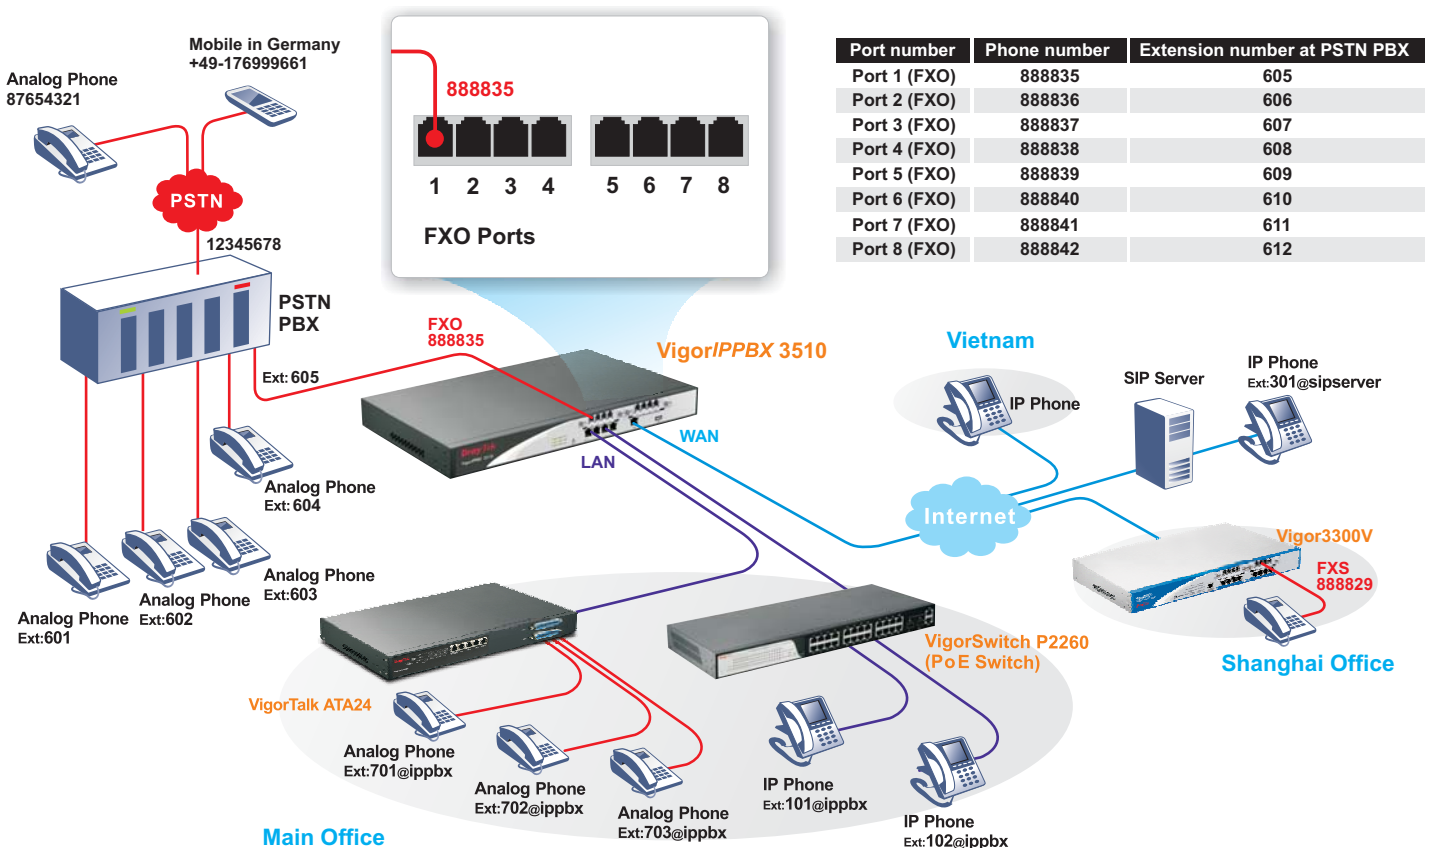 Mobile in Germany
+49-176999661
Analog Phone
87654321
PSTN
12345678
PSTN
PBX
Ext: 605
FXO
888835
888835
1 2 3 4 5 6 7 8
FXO Ports
Port number Phone number Extension number at PSTN PBX
Port 1 (FXO) 888835 605
Port 2 (FXO) 888836 606
Port 3 (FXO) 888837 607
Port 4 (FXO) 888838 608
Port 5 (FXO) 888839 609
Port 6 (FXO) 888840 610
Port 7 (FXO) 888841 611
Port 8 (FXO) 888842 612
VigorIPPBX 3510
WAN
LAN
Vietnam
IP Phone
SIP Server
IP Phone
Ext:301@sipserver
Internet
Vigor3300V
FXS
888829
Shanghai Office
Analog Phone
Ext: 604
Analog Phone
Ext:603
Analog Phone
Ext:602
Analog Phone
Ext:601
VigorSwitch P2260
(PoE Switch)
VigorTalk ATA24
Analog Phone
Ext:701@ippbx
Analog Phone
Ext:702@ippbx
Analog Phone
Ext:703@ippbx
IP Phone
Ext:101@ippbx
IP Phone
Ext:102@ippbx
Main Office